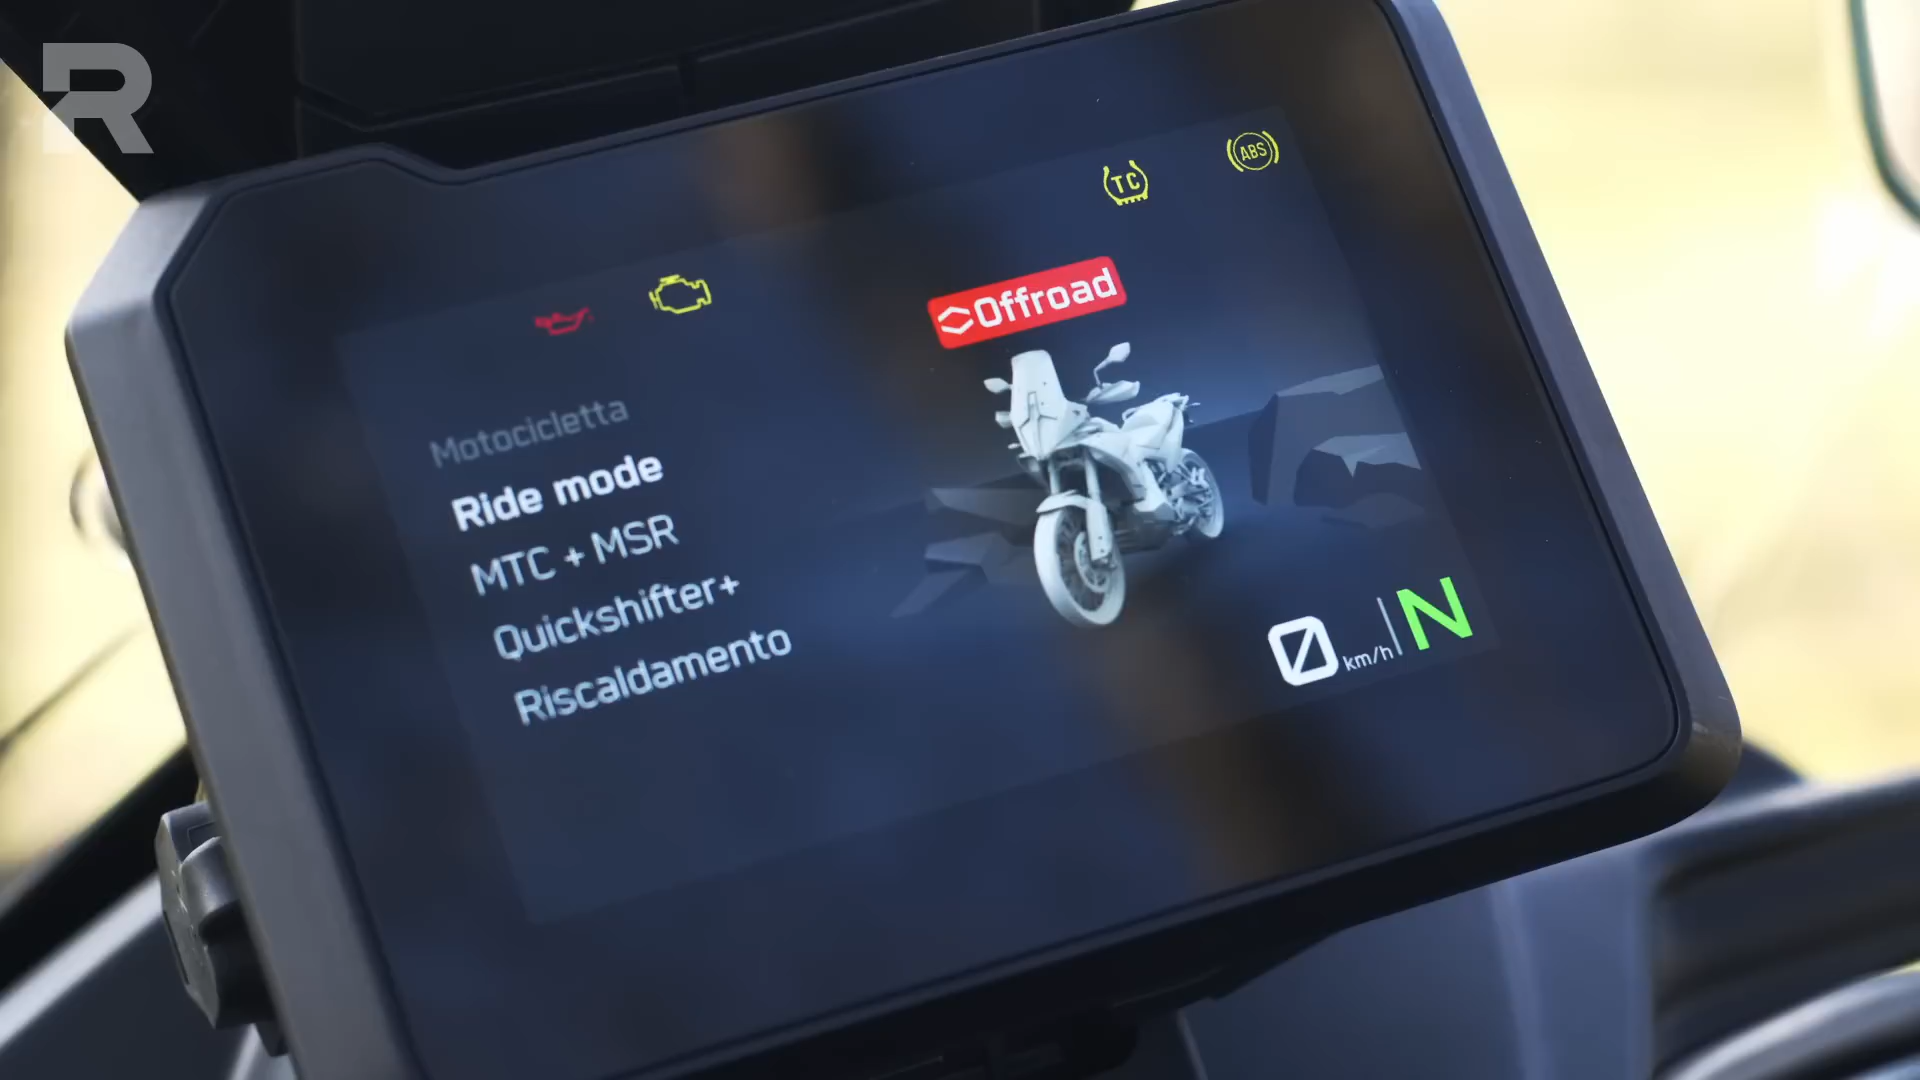 R
TC
ABS
Offroad
Motocicletta
Ride mode
MTC + MSR
Quickshifter+
Riscaldamento
0 km/h N